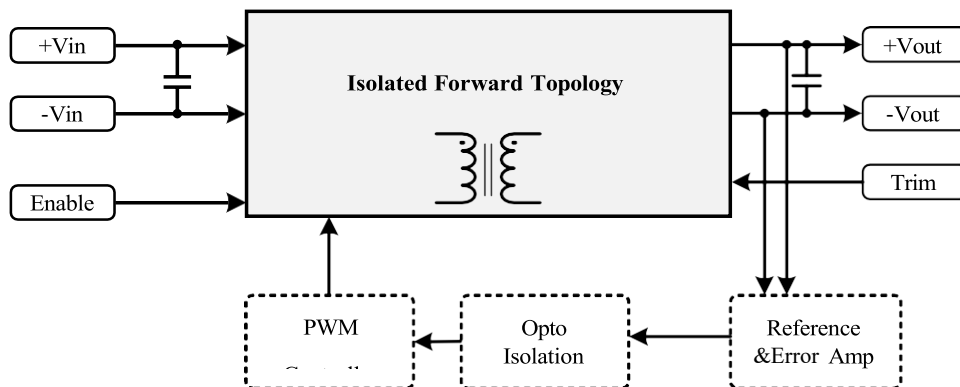 +Vin
+Vout
Isolated Forward Topology
-Vin
-Vout
Enable
Trim
PWM
Opto
Isolation
Reference
&Error Amp